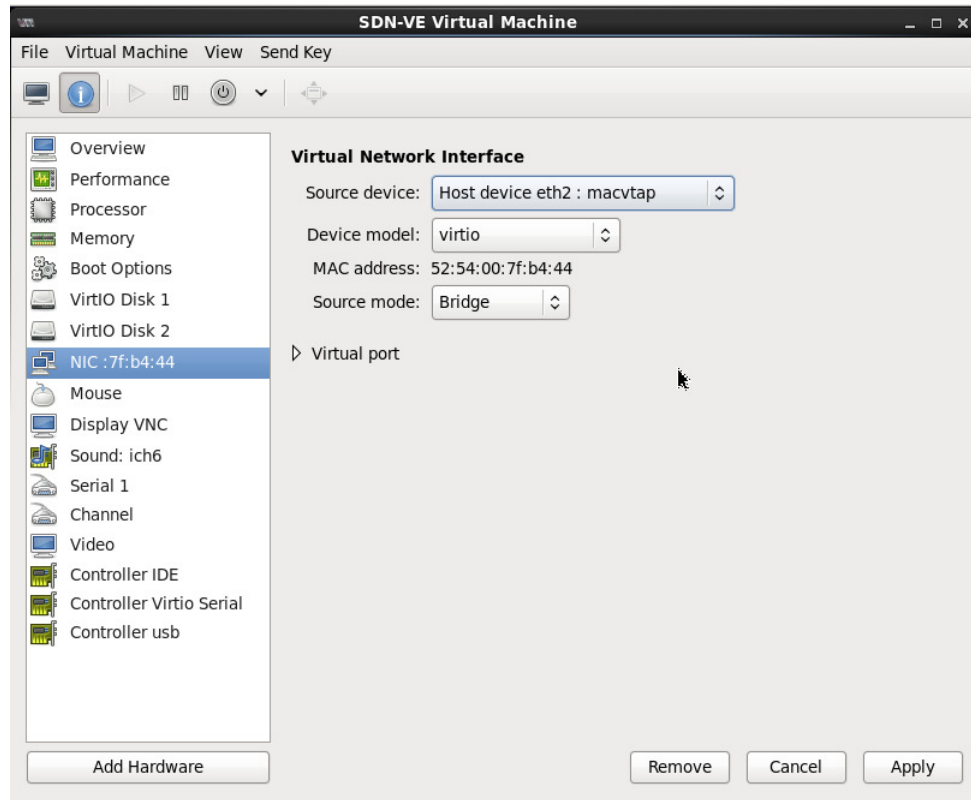 SDN-VE Virtual Machine
File Virtual Machine View Send Key
Overview
Performance
Processor
Memory
Boot Options
VirtIO Disk 1
VirtIO Disk 2
NIC :7f:b4:44
Mouse
Display VNC
Sound: ich6
Serial 1
Channel
Video
Controller IDE
Controller Virtio Serial
Controller usb
Add Hardware
Virtual Network Interface
Source device: Host device eth2 : macvtap
Device model: virtio
MAC address: 52:54:00:7f:b4:44
Source mode: Bridge
Virtual port
Remove Cancel Apply